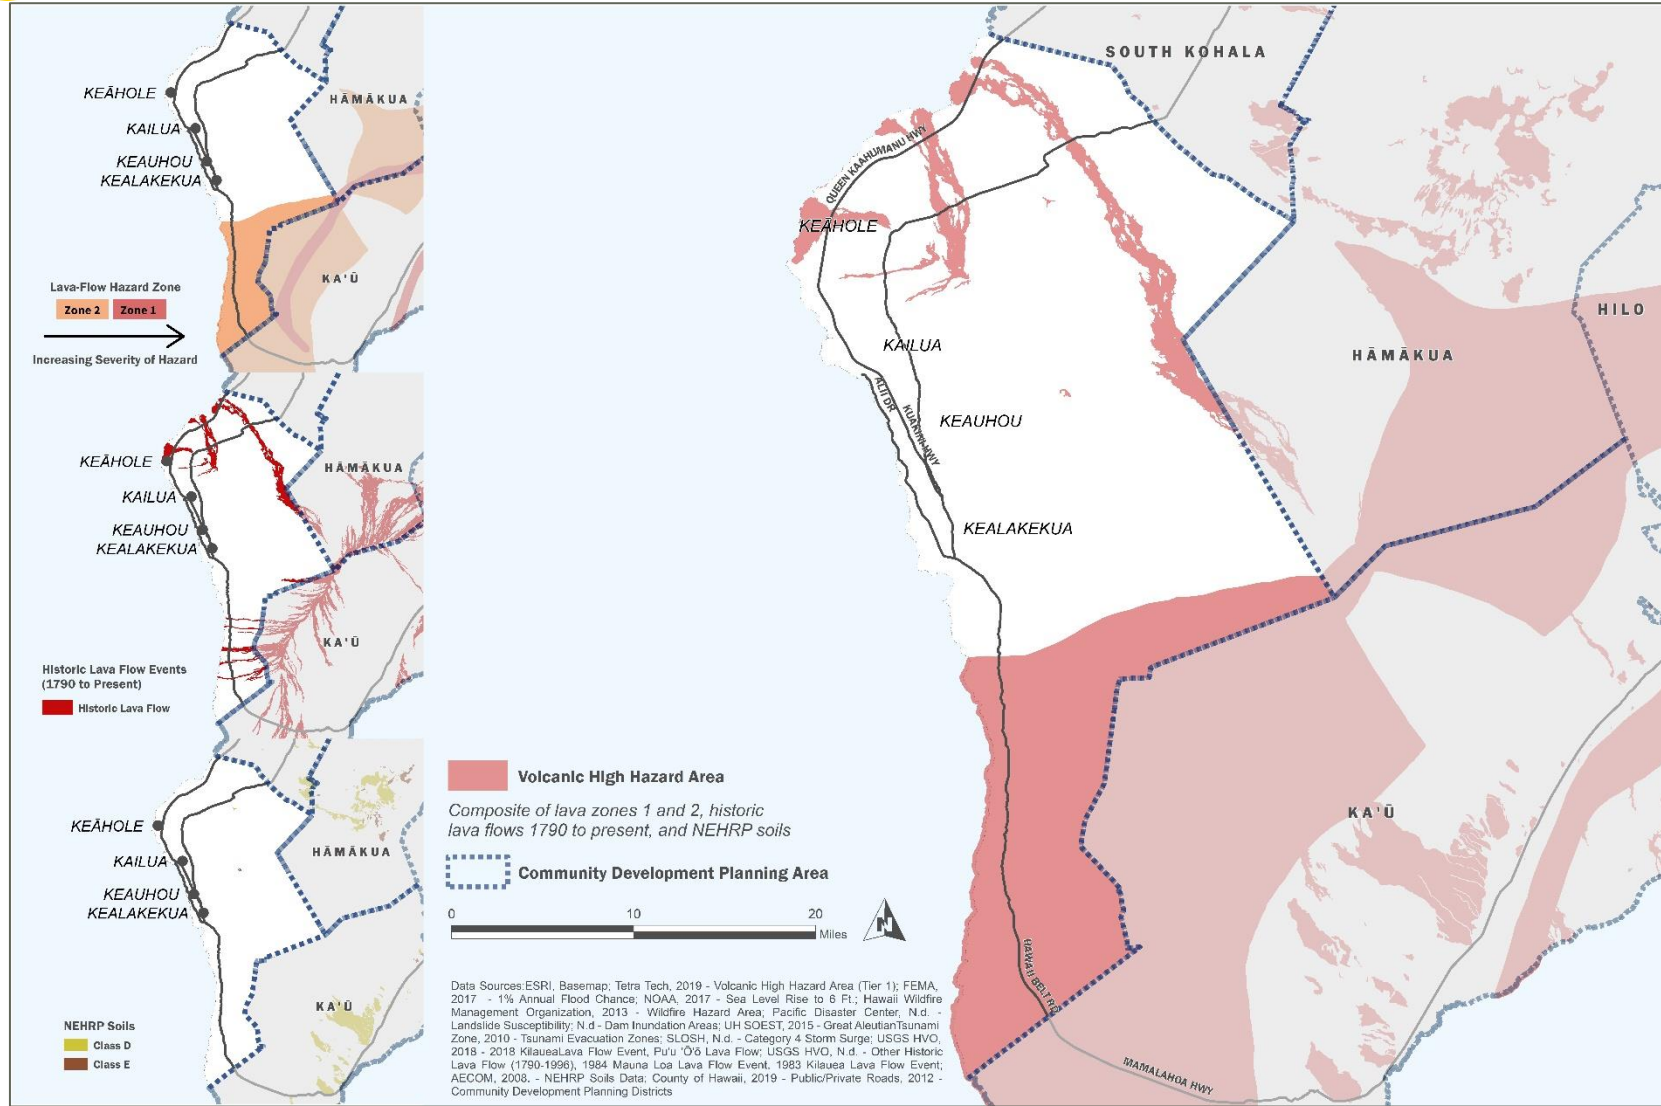 KEĀHOLE
KAILUA
KEAUHOU
KEALAKEKUA
HĀMĀKUA
KA'Ū
Lava-Flow Hazard Zone
Zone 2 Zone 1
Increasing Severity of Hazard
KEĀHOLE
KAILUA
KEAUHOU
KEALAKEKUA
HĀMĀKUA
KA'Ū
Historic Lava Flow Events
(1790 to Present)
Historic Lava Flow
KEĀHOLE
KAILUA
KEAUHOU
KEALAKEKUA
HĀMĀKUA
KA'Ū
NEHRP Soils
Class D
Class E
SOUTH KOHALA
QUEEN KAAHUMANU HWY
KEĀHOLE
HILO
HĀMĀKUA
KAILUA
ALII DR
KUAKINI HWY
KEAUHOU
KEALAKEKUA
KA'Ū
HAWAII BELT RD
MAMALAHOA HWY
Volcanic High Hazard Area
Composite of lava zones 1 and 2, historic
lava flows 1790 to present, and NEHRP soils
Community Development Planning Area
0 10 20
Miles
N
Data Sources:ESRI, Basemap; Tetra Tech, 2019 - Volcanic High Hazard Area (Tier 1); FEMA,
2017 - 1% Annual Flood Chance; NOAA, 2017 - Sea Level Rise to 6 Ft.; Hawaii Wildfire
Management Organization, 2013 - Wildfire Hazard Area; Pacific Disaster Center, N.d. -
Landslide Susceptibility; N.d - Dam Inundation Areas; UH SOEST, 2015 - Great AleutianTsunami
Zone, 2010 - Tsunami Evacuation Zones; SLOSH, N.d. - Category 4 Storm Surge; USGS HVO,
2018 - 2018 KilaueaLava Flow Event, Pu'u 'Ō'ō Lava Flow; USGS HVO, N.d. - Other Historic
Lava Flow (1790-1996), 1984 Mauna Loa Lava Flow Event, 1983 Kilauea Lava Flow Event;
AECOM, 2008. - NEHRP Soils Data; County of Hawaii, 2019 - Public/Private Roads, 2012 -
Community Development Planning Districts